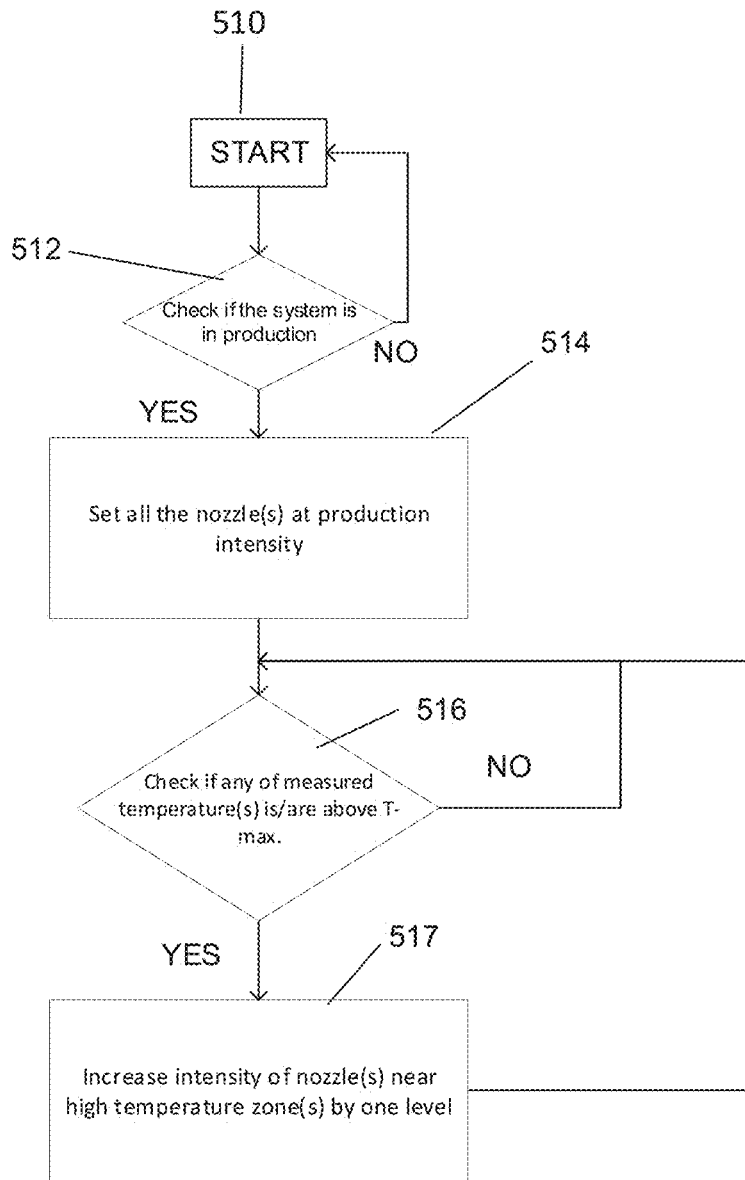 510
START
512
Check if the system is
in production
NO
514
YES
Set all the nozzle(s) at production
intensity
516
Check if any of measured
temperature(s) is/are above T-
max.
NO
YES
517
Increase intensity of nozzle(s) near
high temperature zone(s) by one level